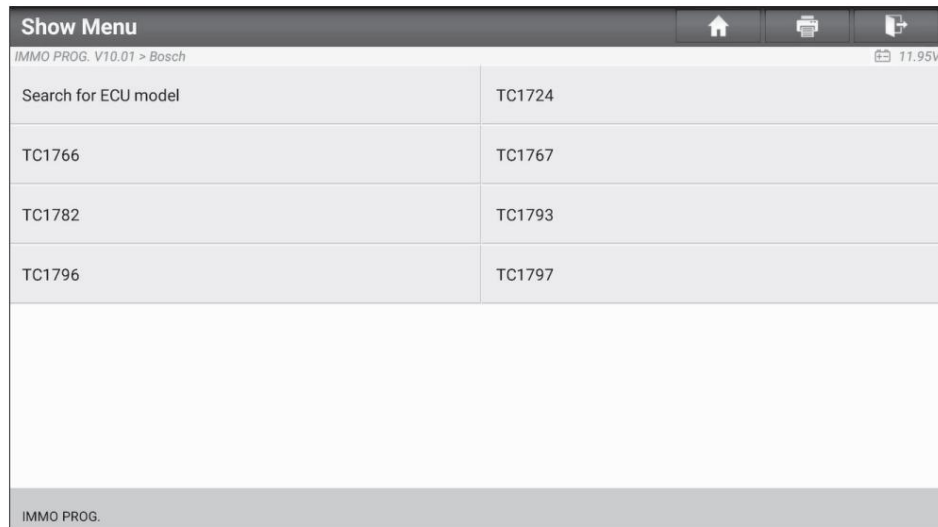 Show Menu
IMMO PROG. V10.01 > Bosch
11.95V
Search for ECU model
TC1724
TC1766
TC1767
TC1782
TC1793
TC1796
TC1797
IMMO PROG.